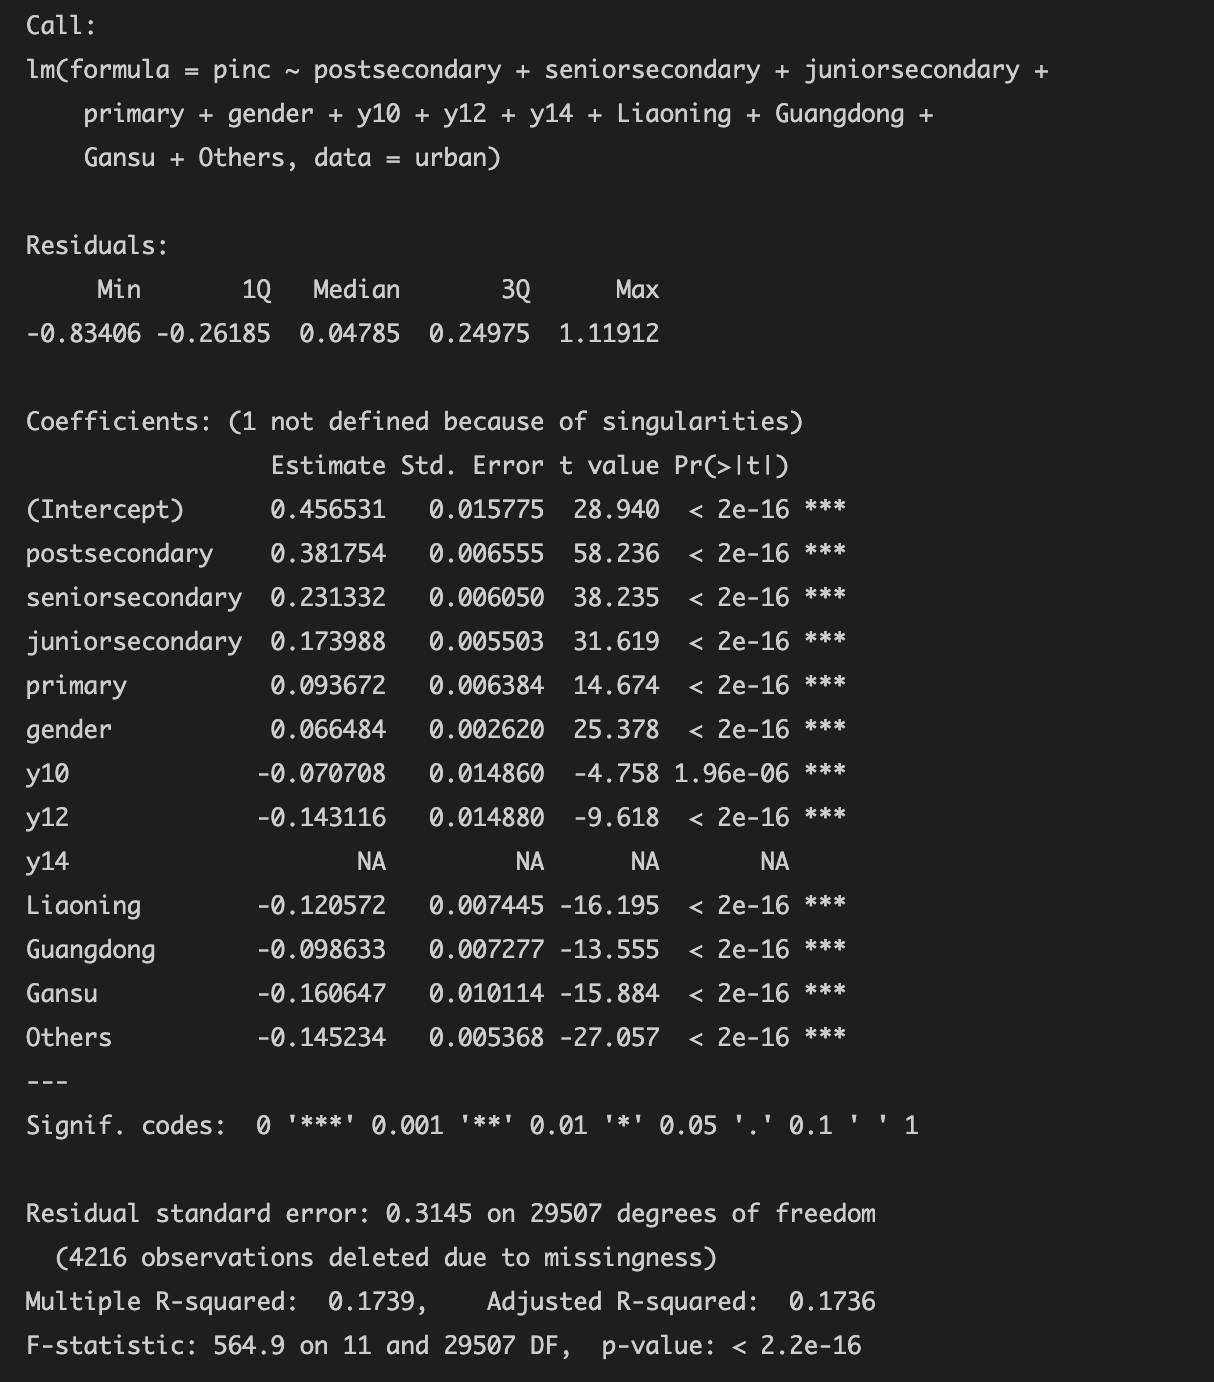 Call:
lm(formula = pinc ~ postsecondary + seniorsecondary + juniorsecondary +
    primary + gender + y10 + y12 + y14 + Liaoning + Guangdong +
    Gansu + Others, data = urban)

Residuals:
     Min       1Q   Median       3Q      Max
-0.83406 -0.26185  0.04785  0.24975  1.11912

Coefficients: (1 not defined because of singularities)
                 Estimate Std. Error t value Pr(>|t|)
(Intercept)      0.456531   0.015775  28.940  < 2e-16 ***
postsecondary    0.381754   0.006555  58.236  < 2e-16 ***
seniorsecondary  0.231332   0.006050  38.235  < 2e-16 ***
juniorsecondary  0.173988   0.005503  31.619  < 2e-16 ***
primary          0.093672   0.006384  14.674  < 2e-16 ***
gender           0.066484   0.002620  25.378  < 2e-16 ***
y10             -0.070708   0.014860  -4.758 1.96e-06 ***
y12             -0.143116   0.014880  -9.618  < 2e-16 ***
y14                    NA         NA      NA       NA
Liaoning        -0.120572   0.007445 -16.195  < 2e-16 ***
Guangdong       -0.098633   0.007277 -13.555  < 2e-16 ***
Gansu           -0.160647   0.010114 -15.884  < 2e-16 ***
Others          -0.145234   0.005368 -27.057  < 2e-16 ***
---
Signif. codes:  0 '***' 0.001 '**' 0.01 '*' 0.05 '.' 0.1 ' ' 1

Residual standard error: 0.3145 on 29507 degrees of freedom
  (4216 observations deleted due to missingness)
Multiple R-squared:  0.1739,    Adjusted R-squared:  0.1736
F-statistic: 564.9 on 11 and 29507 DF,  p-value: < 2.2e-16